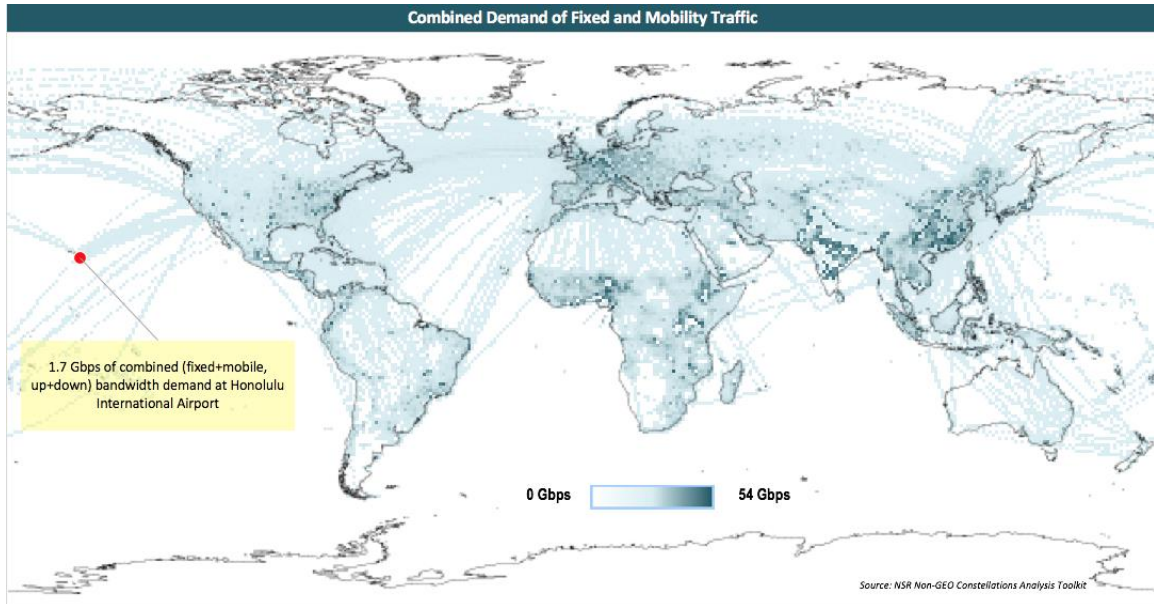 Combined Demand of Fixed and Mobility Traffic
1.7 Gbps of combined (fixed+mobile,
up+down) bandwidth demand at Honolulu
International Airport
0 Gbps
54 Gbps
Source: NSR Non-GEO Constellations Analysis Toolkit